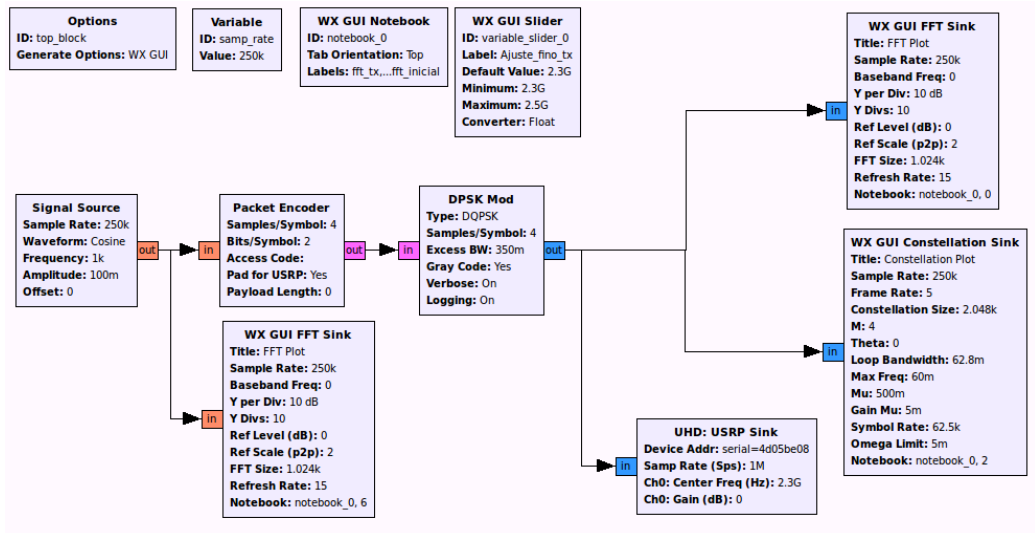 Options
ID: top_block
Generate Options: WX GUI
Variable
ID: samp_rate
Value: 250k
WX GUI Notebook
ID: notebook_0
Tab Orientation: Top
Labels: fft_tx,...fft_inicial
WX GUI Slider
ID: variable_slider_0
Label: Ajuste_fino_tx
Default Value: 2.3G
Minimum: 2.3G
Maximum: 2.5G
Converter: Float
WX GUI FFT Sink
Title: FFT Plot
Sample Rate: 250k
Baseband Freq: 0
Y per Div: 10 dB
Y Divs: 10
Ref Level (dB): 0
Ref Scale (p2p): 2
FFT Size: 1.024k
Refresh Rate: 15
Notebook: notebook_0, 0
in
Signal Source
Sample Rate: 250k
Waveform: Cosine
Frequency: 1k
Amplitude: 100m
Offset: 0
out
in
Packet Encoder
Samples/Symbol: 4
Bits/Symbol: 2
Access Code:
Pad for USRP: Yes
Payload Length: 0
out
in
DPSK Mod
Type: DQPSK
Samples/Symbol: 4
Excess BW: 350m
Gray Code: Yes
Verbose: On
Logging: On
out
in
WX GUI Constellation Sink
Title: Constellation Plot
Sample Rate: 250k
Frame Rate: 5
Constellation Size: 2.048k
M: 4
Theta: 0
Loop Bandwidth: 62.8m
Max Freq: 60m
Mu: 500m
Gain Mu: 5m
Symbol Rate: 62.5k
Omega Limit: 5m
Notebook: notebook_0, 2
in
WX GUI FFT Sink
Title: FFT Plot
Sample Rate: 250k
Baseband Freq: 0
Y per Div: 10 dB
Y Divs: 10
Ref Level (dB): 0
Ref Scale (p2p): 2
FFT Size: 1.024k
Refresh Rate: 15
Notebook: notebook_0, 6
in
UHD: USRP Sink
Device Addr: serial=4d05be08
Samp Rate (Sps): 1M
Ch0: Center Freq (Hz): 2.3G
Ch0: Gain (dB): 0